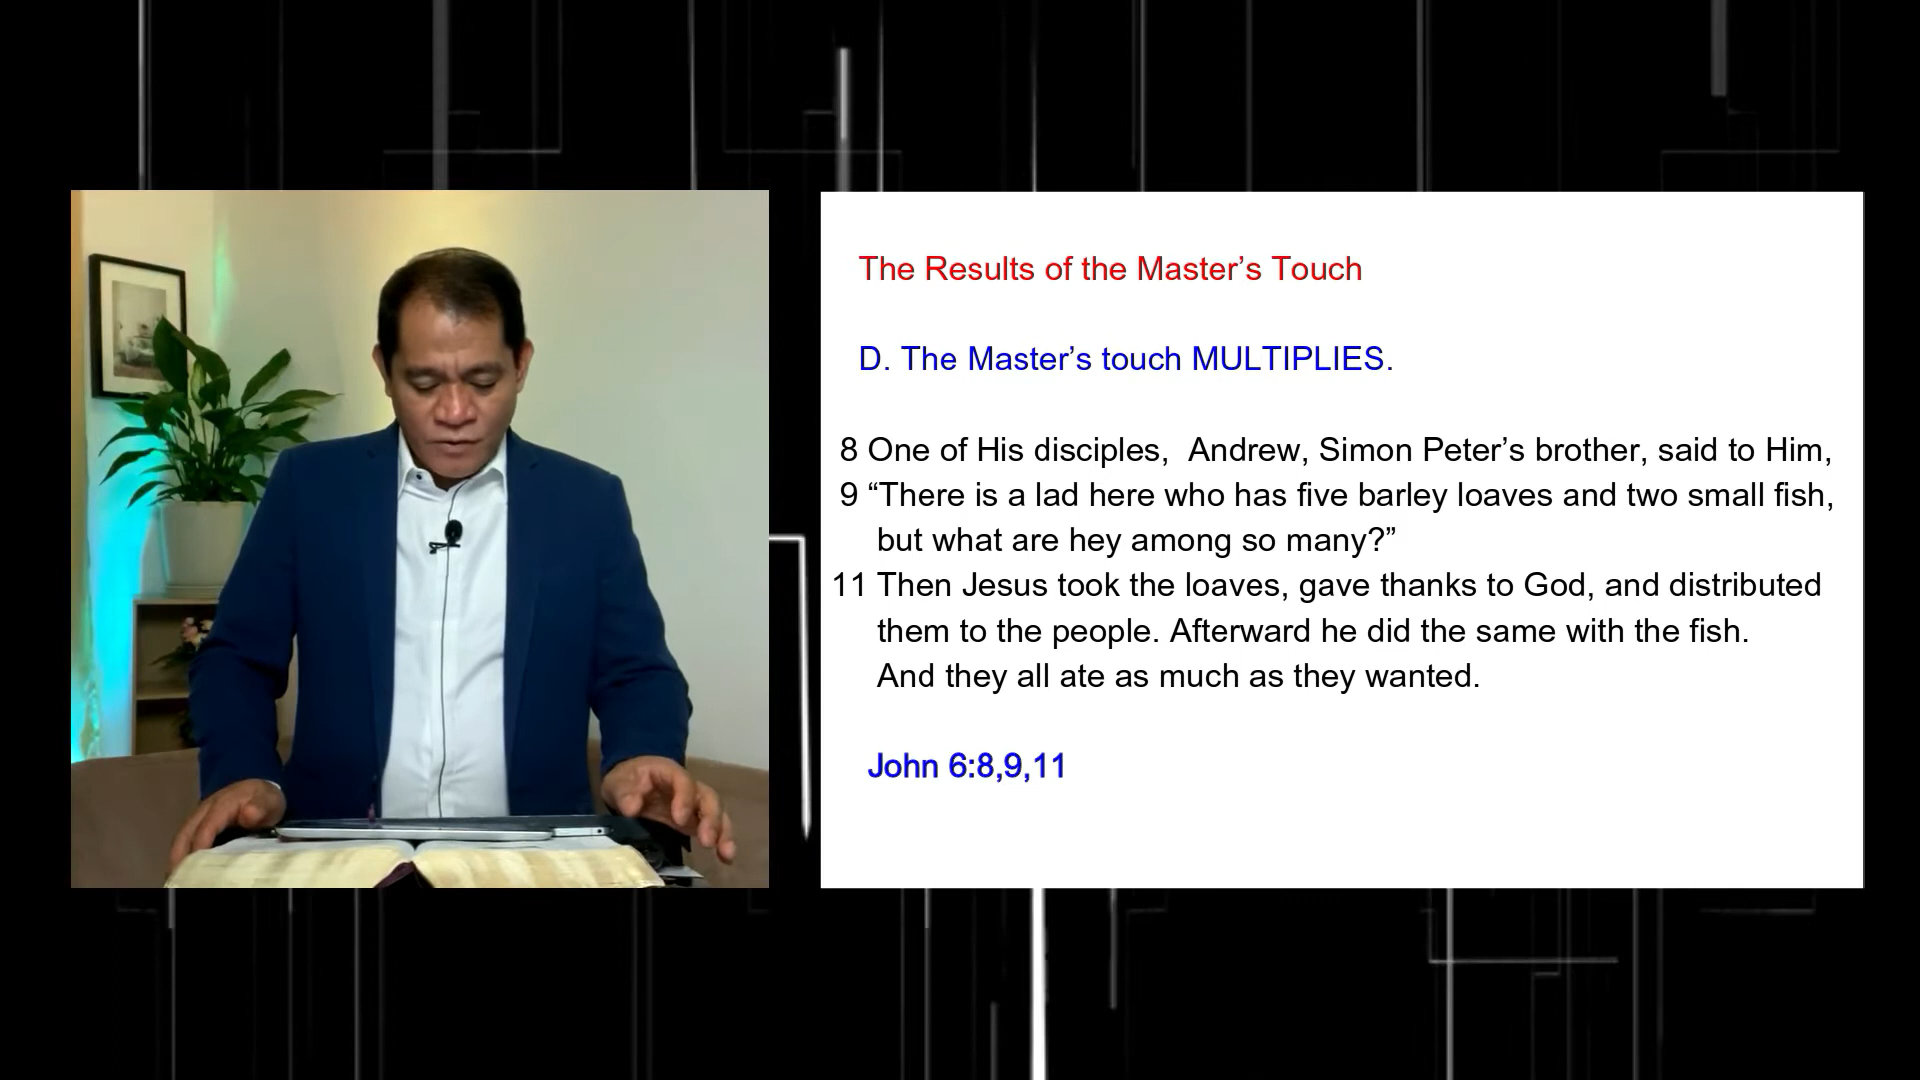 The Results of the Master’s Touch
D. The Master’s touch MULTIPLIES.
8 One of His disciples, Andrew, Simon Peter’s brother, said to Him,
9 “There is a lad here who has five barley loaves and two small fish,
but what are hey among so many?”
11 Then Jesus took the loaves, gave thanks to God, and distributed
them to the people. Afterward he did the same with the fish.
And they all ate as much as they wanted.
John 6:8,9,11